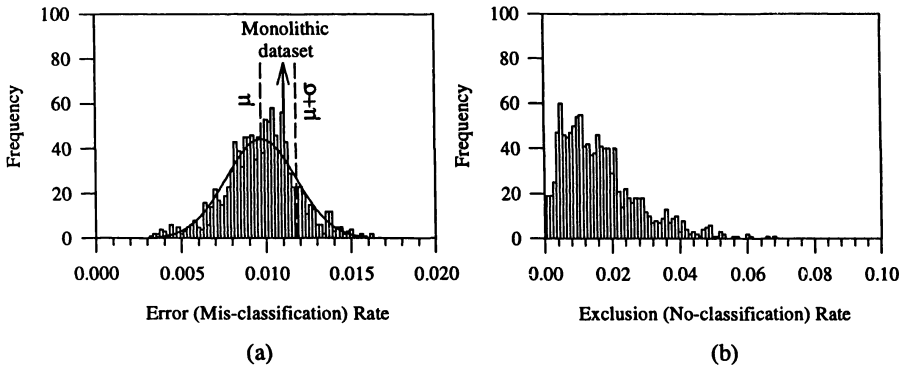 100
80
60
40
20
0
Frequency
Monolithic
dataset
μ
μ+σ
0.000
0.005
0.010
0.015
0.020
Error (Mis-classification) Rate
(a)
100
80
60
40
20
0
Frequency
0.00
0.02
0.04
0.06
0.08
0.10
Exclusion (No-classification) Rate
(b)